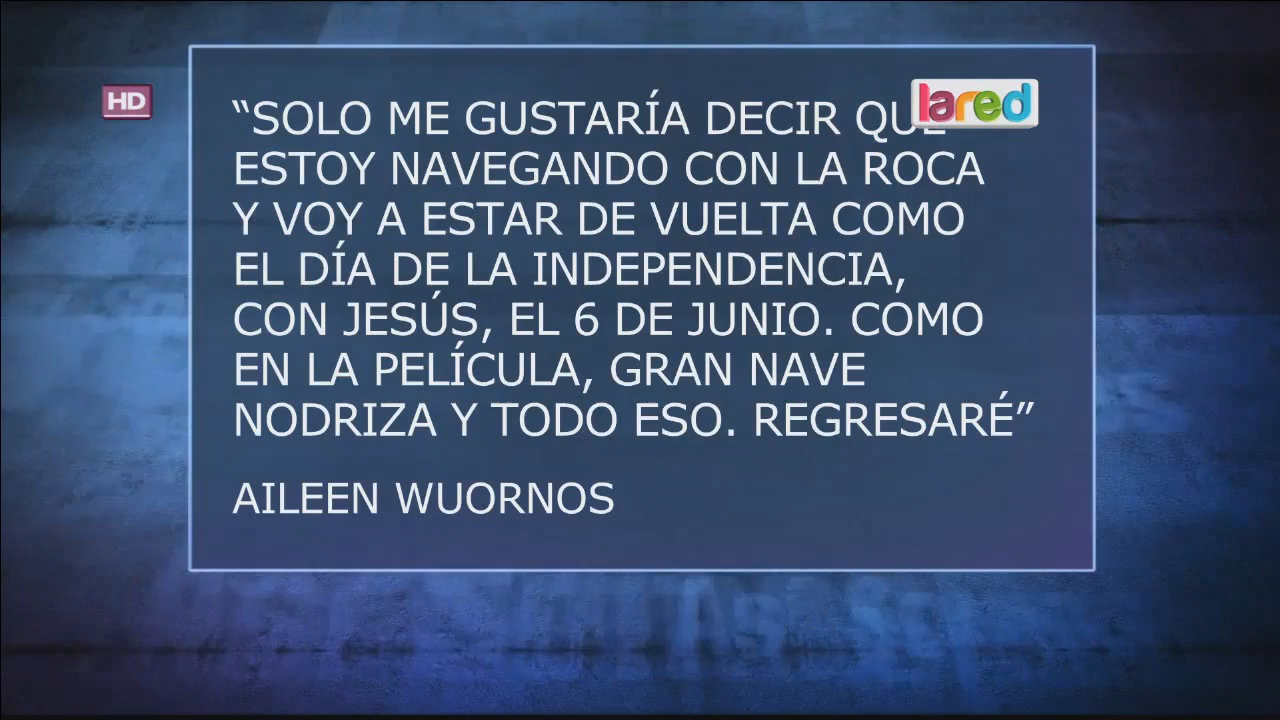 HD
lared
“SOLO ME GUSTARÍA DECIR QUE
ESTOY NAVEGANDO CON LA ROCA
Y VOY A ESTAR DE VUELTA COMO
EL DÍA DE LA INDEPENDENCIA,
CON JESÚS, EL 6 DE JUNIO. COMO
EN LA PELÍCULA, GRAN NAVE
NODRIZA Y TODO ESO. REGRESARÉ”
AILEEN WUORNOS